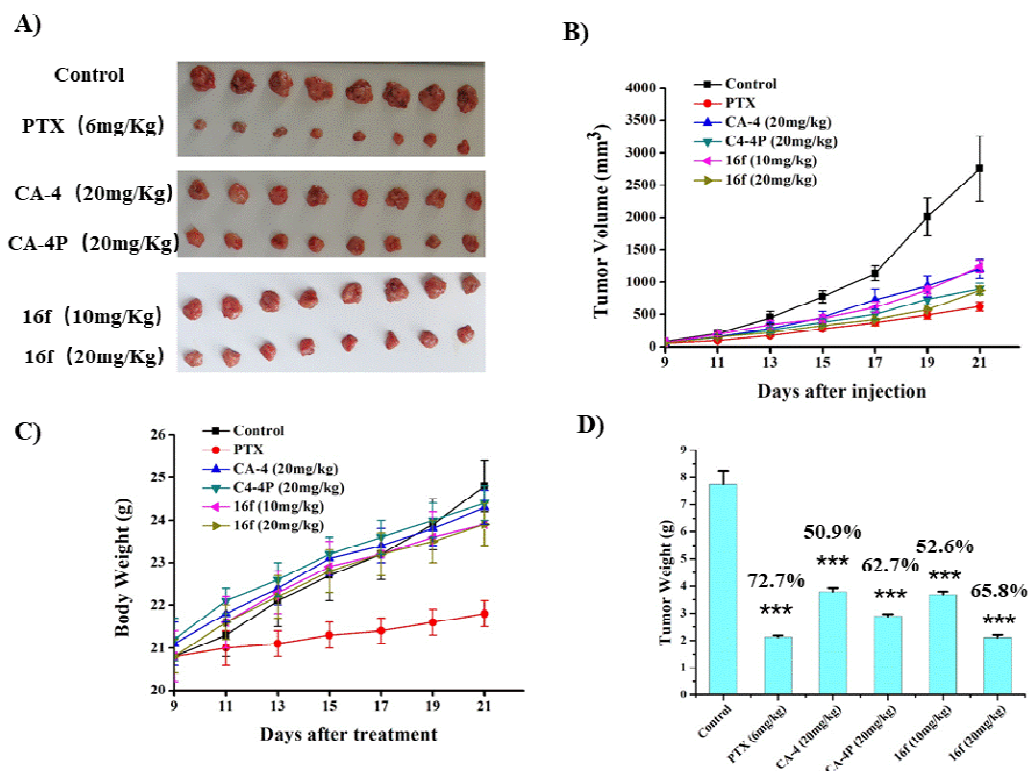 A)
Control
PTX (6mg/Kg)
CA-4 (20mg/Kg)
CA-4P (20mg/Kg)
16f (10mg/Kg)
16f (20mg/Kg)
B)
Control
PTX
CA-4 (20mg/kg)
C4-4P (20mg/kg)
16f (10mg/kg)
16f (20mg/kg)
4000
3500
3000
2500
2000
1500
1000
500
0
Tumor Volume (mm3)
9 11 13 15 17 19 21
Days after injection
C)
Control
PTX
CA-4 (20mg/kg)
C4-4P (20mg/kg)
16f (10mg/kg)
16f (20mg/kg)
26
25
24
23
22
21
20
Body Weight (g)
9 11 13 15 17 19 21
Days after treatment
D)
9
8
7
6
5
4
3
2
1
0
Tumor Weight (g)
72.7%
***
50.9%
***
62.7%
***
52.6%
***
65.8%
***
Control
PTX (6mg/kg)
CA-4 (20mg/kg)
CA-4P (20mg/kg)
16f (10mg/kg)
16f (20mg/kg)